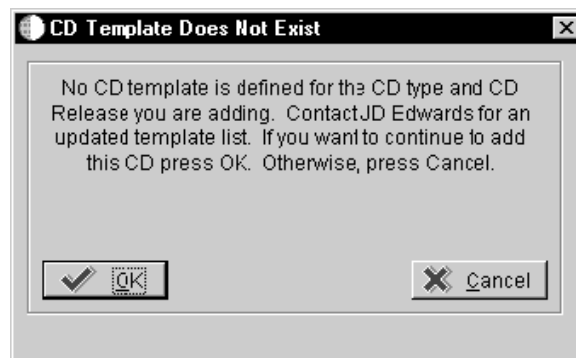 CD Template Does Not Exist
No CD template is defined for the CD type and CD
Release you are adding. Contact JD Edwards for an
updated template list. If you want to continue to add
this CD press OK. Otherwise, press Cancel.
OK Cancel